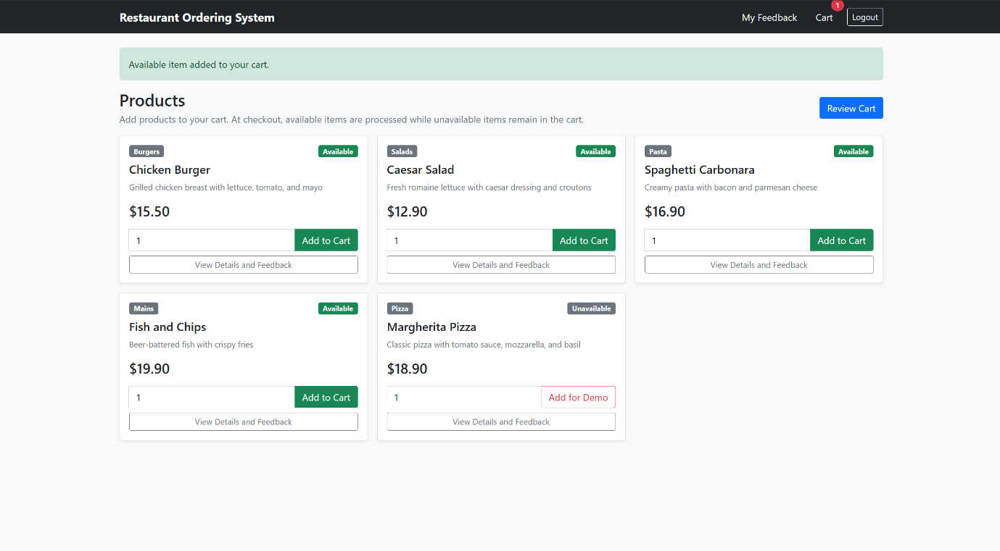 Restaurant Ordering System
My Feedback
Cart
1
Logout
Available item added to your cart.
Products
Add products to your cart. At checkout, available items are processed while unavailable items remain in the cart.
Review Cart
Burgers
Available
Chicken Burger
Grilled chicken breast with lettuce, tomato, and mayo
$15.50
1
Add to Cart
View Details and Feedback
Salads
Available
Caesar Salad
Fresh romaine lettuce with caesar dressing and croutons
$12.90
1
Add to Cart
View Details and Feedback
Pasta
Available
Spaghetti Carbonara
Creamy pasta with bacon and parmesan cheese
$16.90
1
Add to Cart
View Details and Feedback
Mains
Available
Fish and Chips
Beer-battered fish with crispy fries
$19.90
1
Add to Cart
View Details and Feedback
Pizza
Unavailable
Margherita Pizza
Classic pizza with tomato sauce, mozzarella, and basil
$18.90
1
Add for Demo
View Details and Feedback